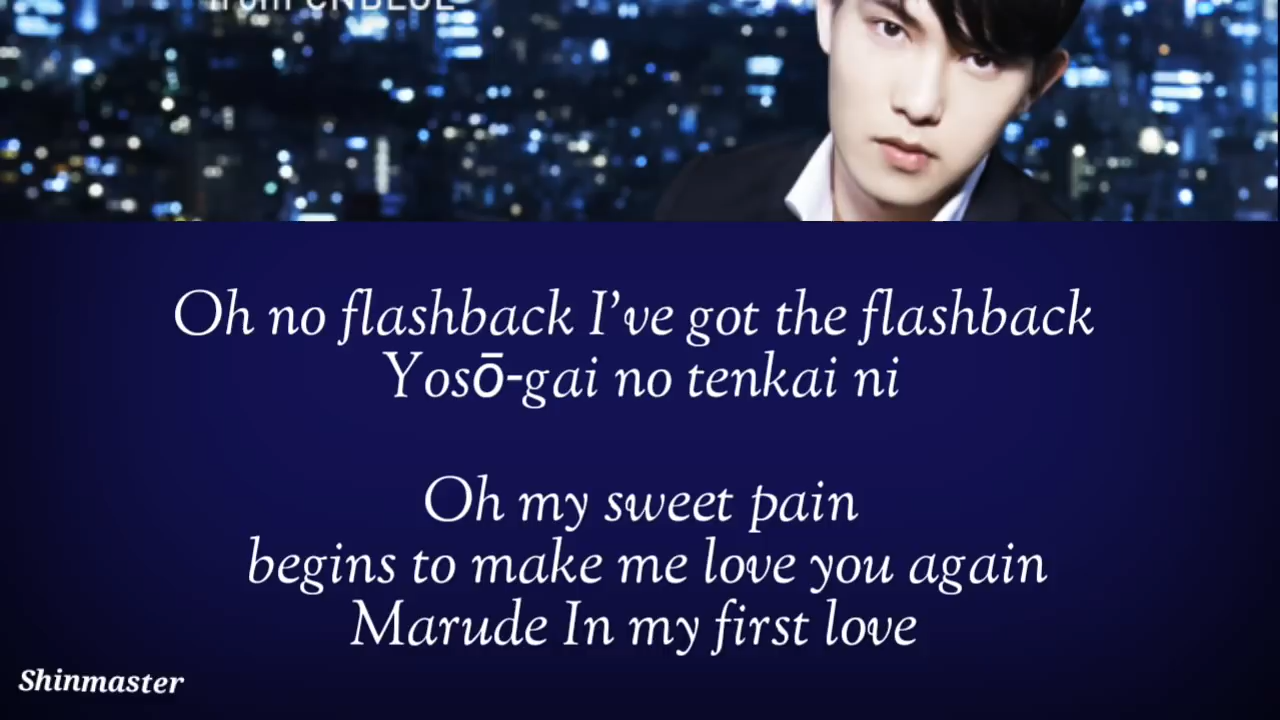 from CNBLUE
Oh no flashback I’ve got the flashback
Yosō-gai no tenkai ni
Oh my sweet pain
begins to make me love you again
Marude In my first love
Shinmaster